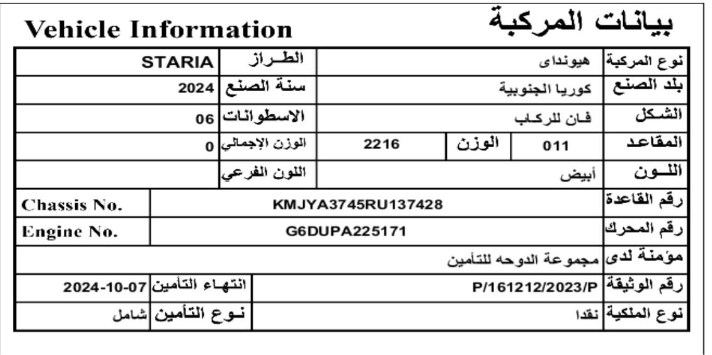 بيانات المركبة Vehicle Information
نوع المركبة هيونداى الطــراز STARIA
بلد الصنع كوريا الجنوبية سنة الصنع 2024
الشـكل فـان للركـاب الاسطوانات 06
المقاعـد 011 الوزن 2216 الوزن الإجمالي 0
اللــون أبيض اللون الفرعي
رقم القاعدة KMJYA3745RU137428 Chassis No.
رقم المحرك G6DUPA225171 Engine No.
مؤمنة لدى مجموعة الدوحه للتأمين
رقم الوثيقة P/161212/2023/P انتهـاء التأمين 2024-10-07
نوع الملكية نقدا نـوع التأمين شامل